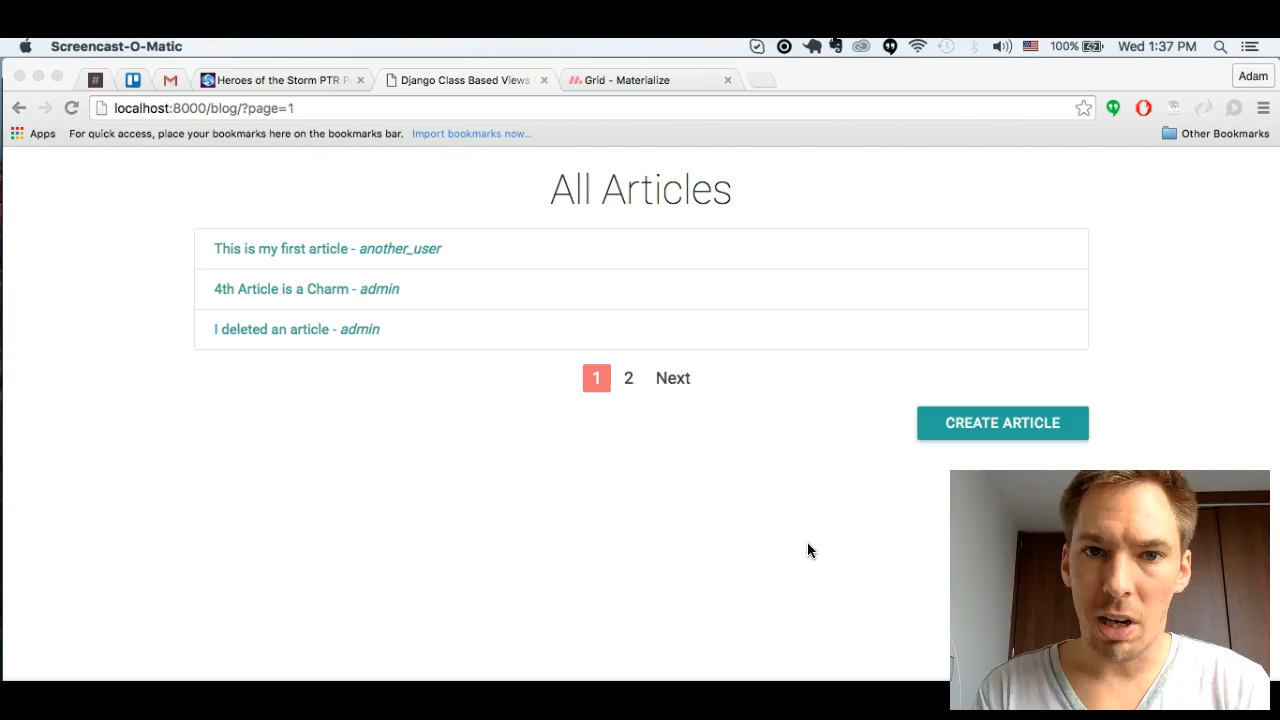 Screencast-O-Matic 100% Wed 1:37 PM
# Heroes of the Storm PTR P Django Class Based Views Grid - Materialize Adam
localhost:8000/blog/?page=1
Apps For quick access, place your bookmarks here on the bookmarks bar. Import bookmarks now... Other Bookmarks
All Articles
This is my first article - another_user
4th Article is a Charm - admin
I deleted an article - admin
1 2 Next
CREATE ARTICLE